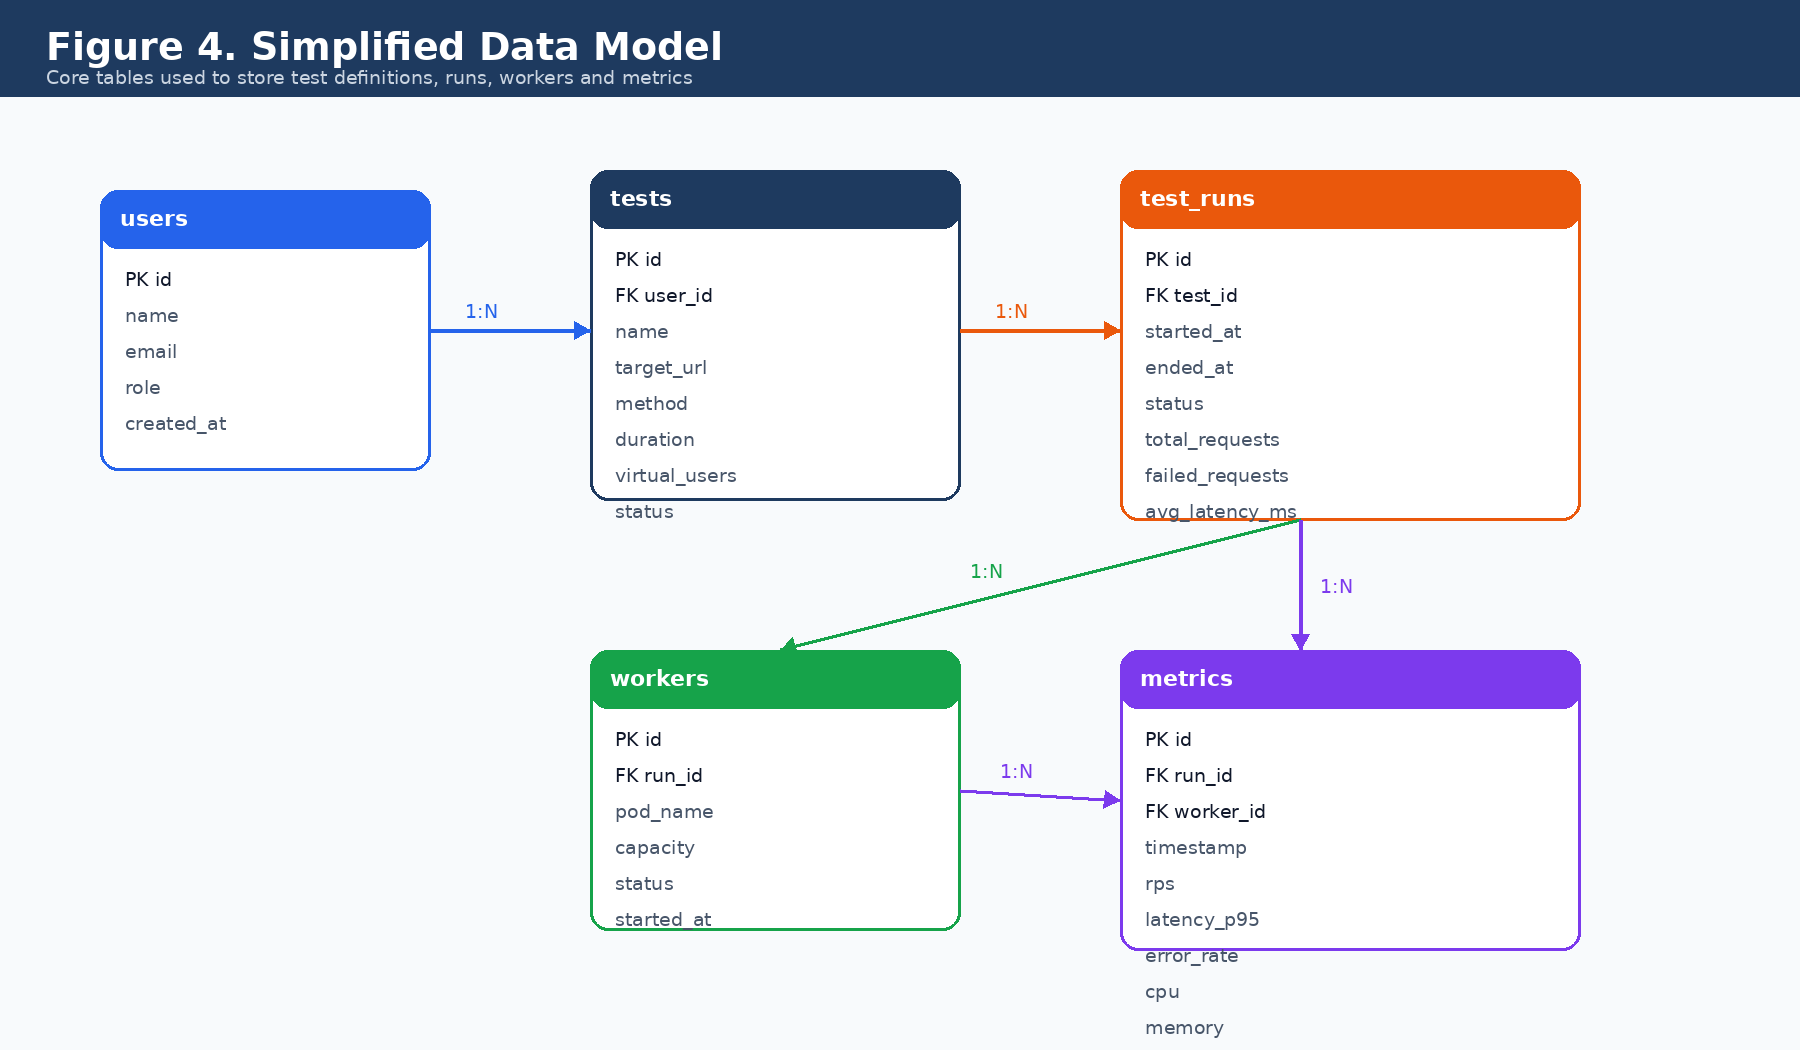 Figure 4. Simplified Data Model
Core tables used to store test definitions, runs, workers and metrics
users
PK id
name
email
role
created_at
1:N
tests
PK id
FK user_id
name
target_url
method
duration
virtual_users
status
1:N
test_runs
PK id
FK test_id
started_at
ended_at
status
total_requests
failed_requests
avg_latency_ms
1:N
1:N
workers
PK id
FK run_id
pod_name
capacity
status
started_at
1:N
metrics
PK id
FK run_id
FK worker_id
timestamp
rps
latency_p95
error_rate
cpu
memory